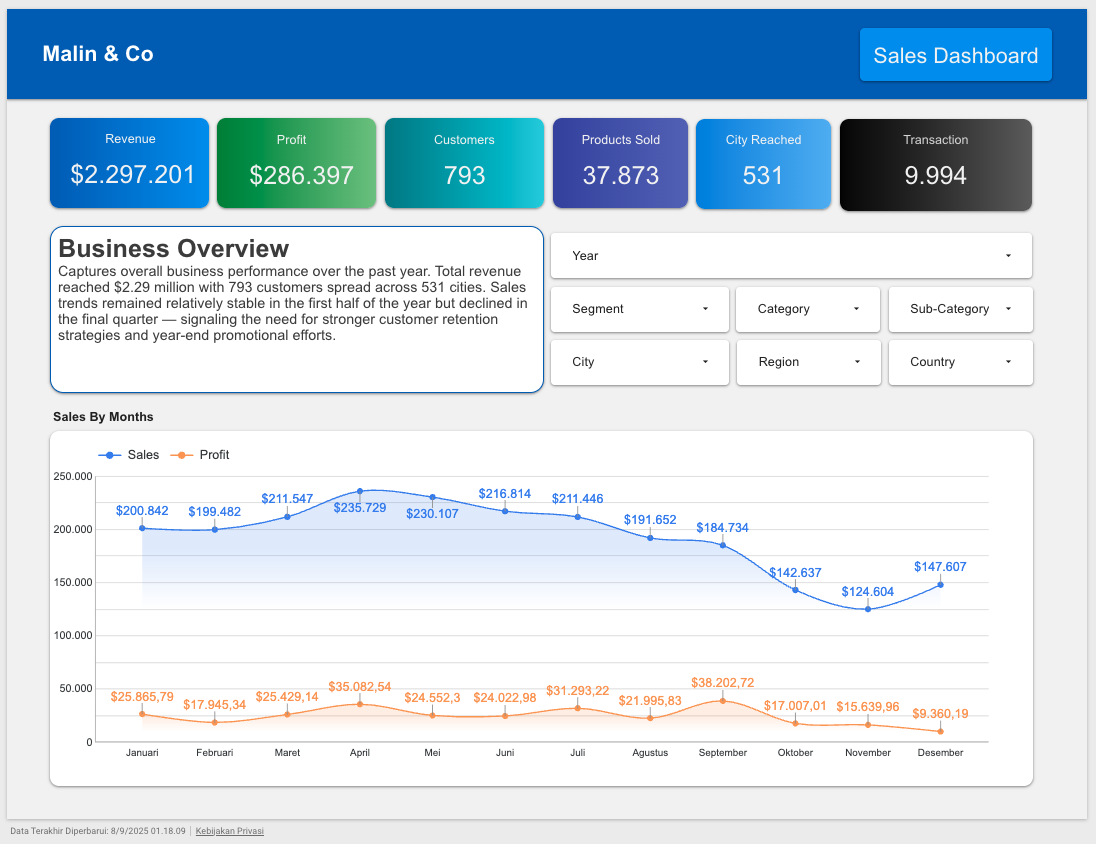 Malin & Co
Sales Dashboard
Revenue
$2.297.201
Profit
$286.397
Customers
793
Products Sold
37.873
City Reached
531
Transaction
9.994
Business Overview
Captures overall business performance over the past year. Total revenue
reached $2.29 million with 793 customers spread across 531 cities. Sales
trends remained relatively stable in the first half of the year but declined in
the final quarter — signaling the need for stronger customer retention
strategies and year-end promotional efforts.
Year
Segment
Category
Sub-Category
City
Region
Country
Sales By Months
Sales
Profit
250.000
200.000
150.000
100.000
50.000
0
$200.842
$199.482
$211.547
$235.729
$230.107
$216.814
$211.446
$191.652
$184.734
$142.637
$124.604
$147.607
$25.865,79
$17.945,34
$25.429,14
$35.082,54
$24.552,3
$24.022,98
$31.293,22
$21.995,83
$38.202,72
$17.007,01
$15.639,96
$9.360,19
Januari
Februari
Maret
April
Mei
Juni
Juli
Agustus
September
Oktober
November
Desember
Data Terakhir Diperbarui: 8/9/2025 01.18.09
Kebijakan Privasi